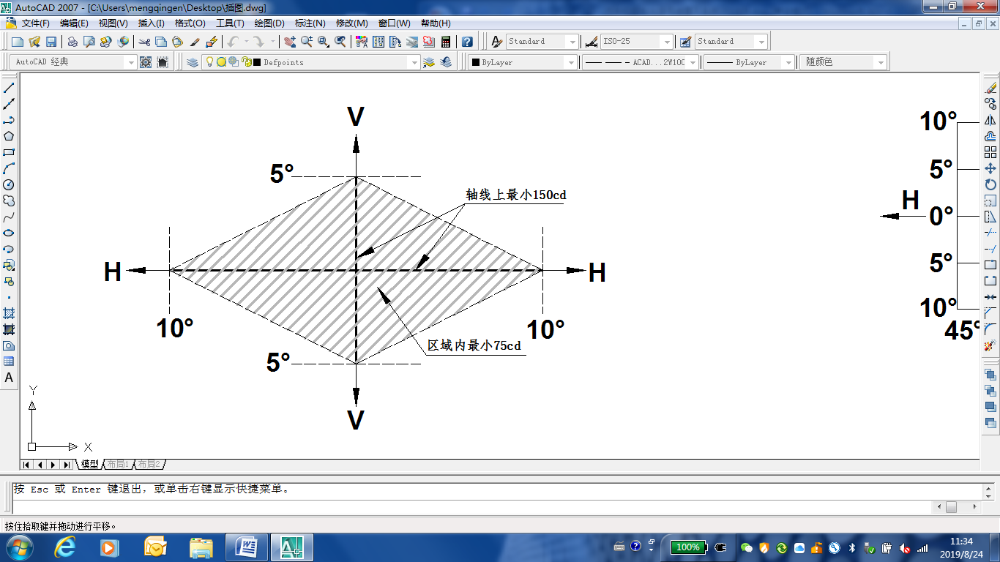 AutoCAD 2007 - [C:\Users\mengqingen\Desktop\插图.dwg]
文件(F) 编辑(E) 视图(V) 插入(I) 格式(O) 工具(T) 绘图(D) 标注(N) 修改(M) 窗口(W) 帮助(H)
Standard ISO-25 Standard
AutoCAD 经典 Defpoints ByLayer ACAD...2W100 ByLayer 随颜色
V
10°
5°
5°
轴线上最小150cd
H
0°
H
H
5°
10°
10°
10°
45°
区域内最小75cd
5°
A
Y
V
X
模型 布局1 布局2
按 Esc 或 Enter 键退出，或单击右键显示快捷菜单。
按住拾取键并拖动进行平移。
100%
11:34
2019/8/24